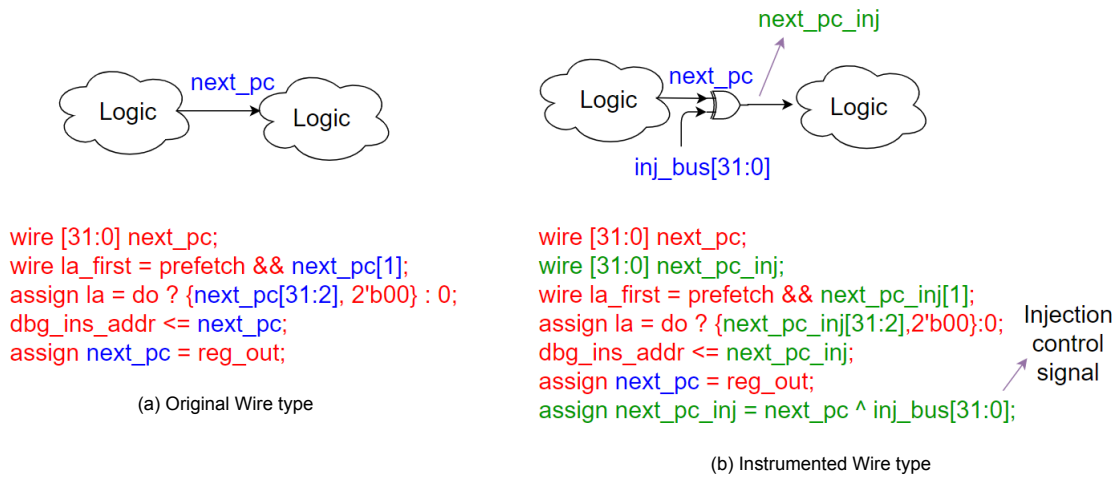 next_pc
Logic
Logic
wire [31:0] next_pc;
wire la_first = prefetch && next_pc[1];
assign la = do ? {next_pc[31:2], 2'b00} : 0;
dbg_ins_addr <= next_pc;
assign next_pc = reg_out;
(a) Original Wire type
next_pc_inj
next_pc
Logic
Logic
inj_bus[31:0]
wire [31:0] next_pc;
wire [31:0] next_pc_inj;
wire la_first = prefetch && next_pc_inj[1];
assign la = do ? {next_pc_inj[31:2],2'b00}:0;
dbg_ins_addr <= next_pc_inj;
assign next_pc = reg_out;
assign next_pc_inj = next_pc ^ inj_bus[31:0];
Injection
control
signal
(b) Instrumented Wire type